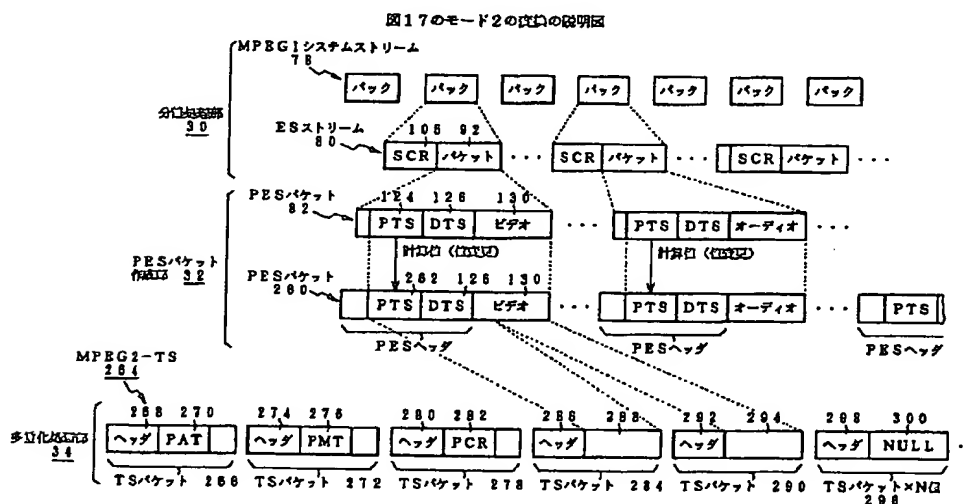 図17のモード2の変換の説明図
MPEG1システムストリーム
78
パック パック パック パック パック パック パック
30
ESストリーム
80
106 92
SCR パケット ・・・ SCR パケット ・・・ SCR パケット ・・・
PESパケット
82
124 126 130
PTS DTS ビデオ ・・・ PTS DTS オーディオ ・・・
PESパケット
32
PESパケット
260
262 126 130
PTS DTS ビデオ ・・・ PTS DTS オーディオ ・・・ PTS
PESヘッダ PESヘッダ PESヘッダ
MPEG2-TS
264
34
268 270 274 276 280 282 286 288 292 294 298 300
ヘッダ PAT ヘッダ PMT ヘッダ PCR ヘッダ ヘッダ ヘッダ NULL
TSパケット 266 TSパケット 272 TSパケット 278 TSパケット 284 TSパケット 290 TSパケット×NG
296